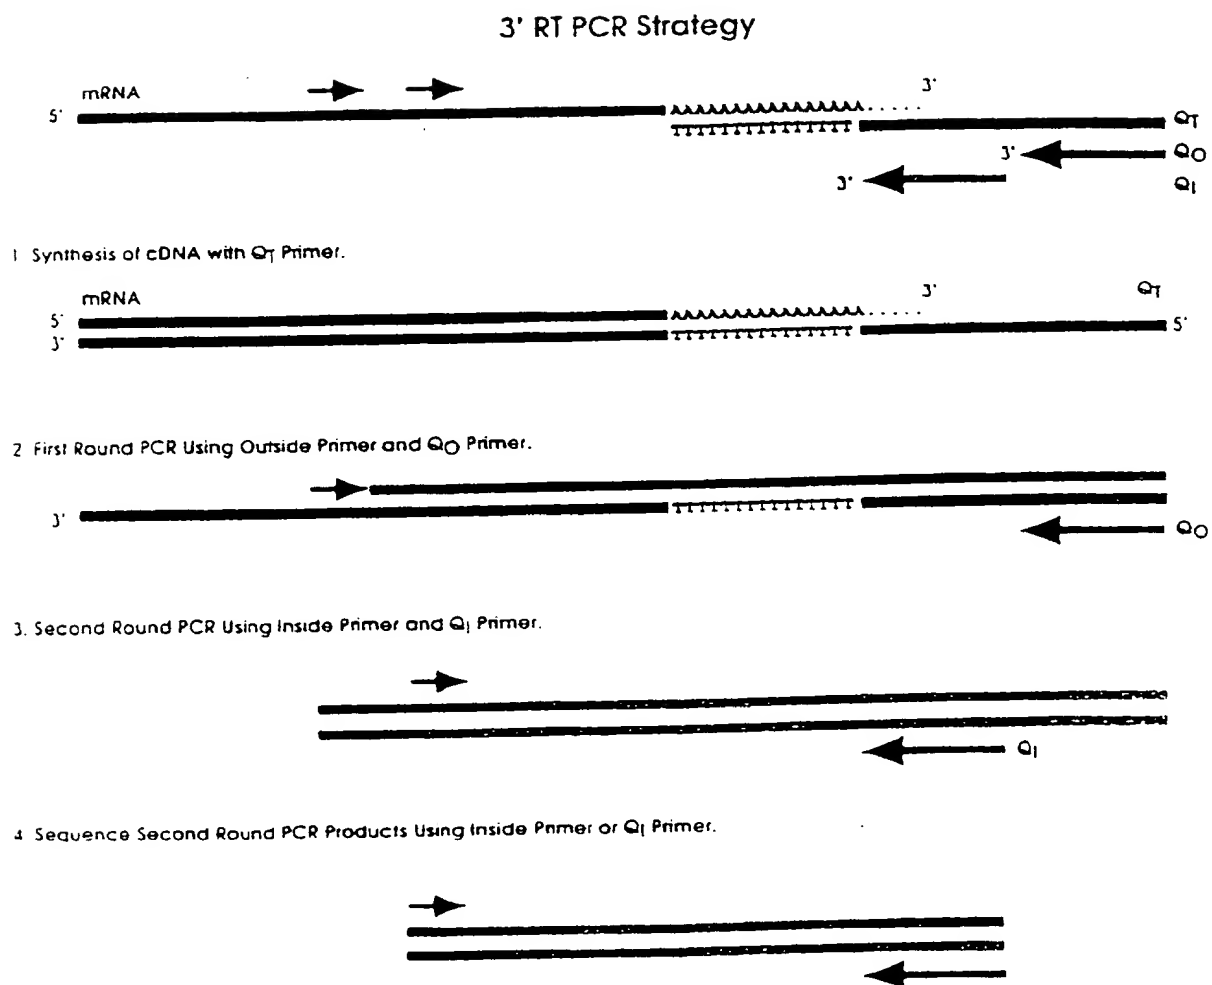 3' RT PCR Strategy
mRNA
3'
5'
QT
3'
QO
3'
QI
1 Synthesis of cDNA with QT Primer.
mRNA
3'
QT
5'
5'
3'
2 First Round PCR Using Outside Primer and QO Primer.
3'
QO
3. Second Round PCR Using Inside Primer and QI Primer.
QI
4 Sequence Second Round PCR Products Using Inside Primer or QI Primer.